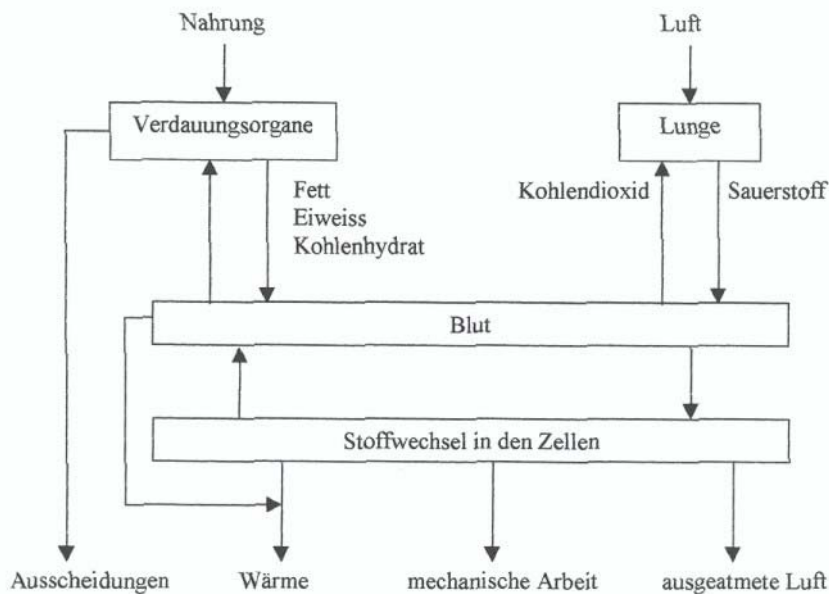 Nahrung
Luft
Verdauungsorgane
Lunge
Fett
Eiweiss
Kohlenhydrat
Kohlendioxid
Sauerstoff
Blut
Stoffwechsel in den Zellen
Ausscheidungen
Wärme
mechanische Arbeit
ausgeatmete Luft